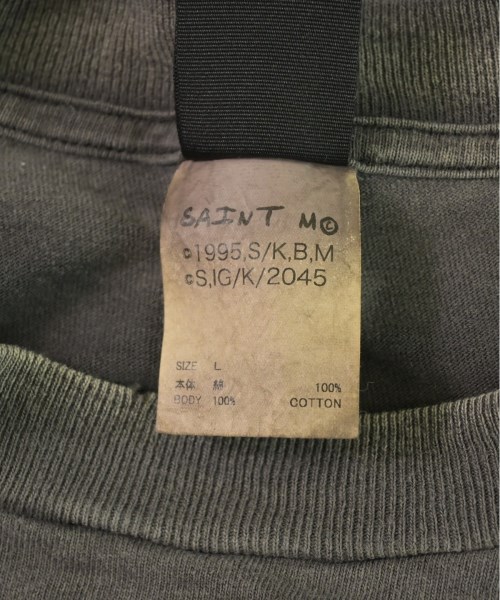 SAINT M©
©1995,S/K,B,M
©S,IG/K/2045
SIZE L
本体 綿 100%
BODY 100% COTTON